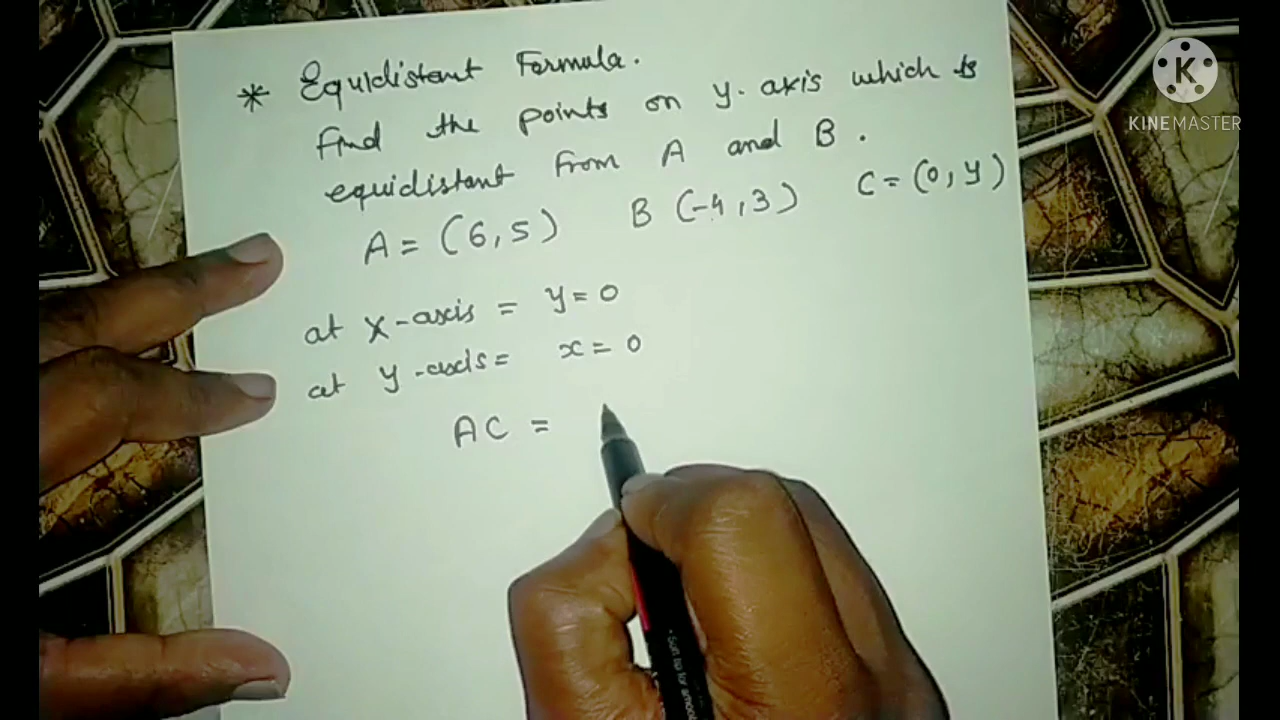 * Equidistant Formula.
find the points on y-axis which is
equidistant from A and B.
A = (6,5) B (-4,3) C = (0,y)
at x-axis = y=0
at y-axis= x=0
AC =
K
KINEMASTER